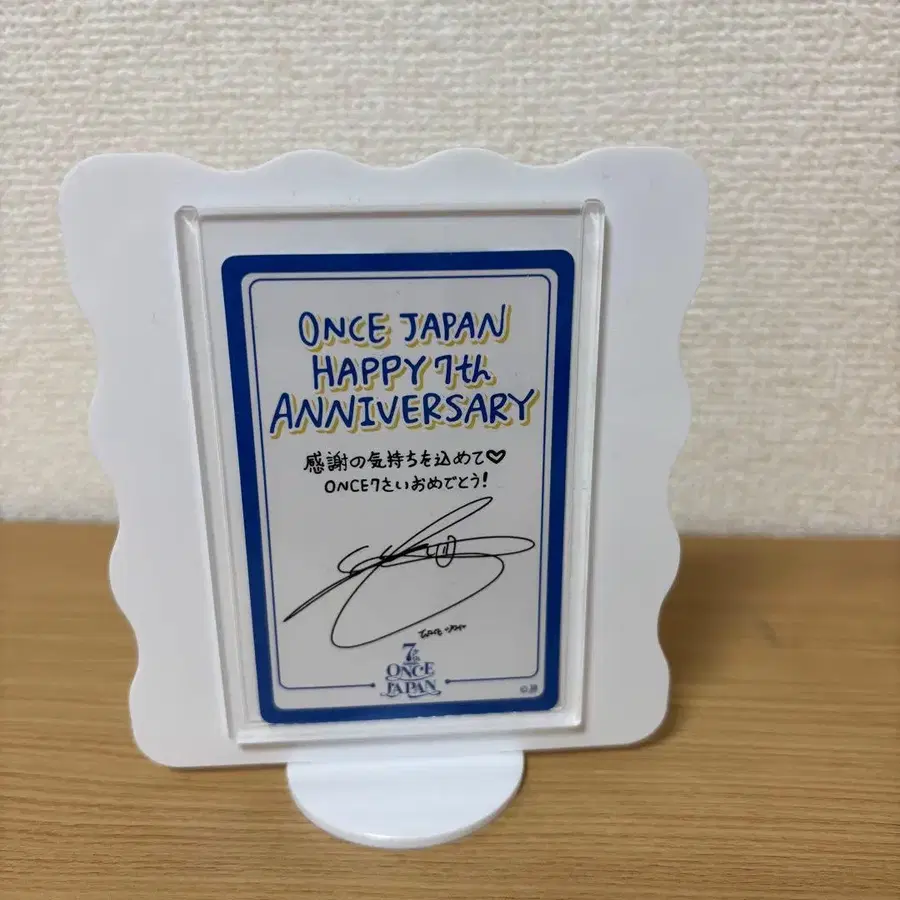 ONCE JAPAN
HAPPY 7th
ANNIVERSARY
感謝の気持ちを込めて♡
ONCE7さいおめでとう!
7th
ONCE
JAPAN